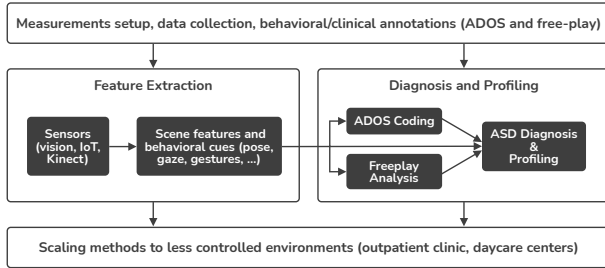 Measurements setup, data collection, behavioral/clinical annotations (ADOS and free-play)
Feature Extraction
Sensors
(vision, IoT,
Kinect)
Scene features and
behavioral cues (pose,
gaze, gestures, ...)
Diagnosis and Profiling
ADOS Coding
Freeplay
Analysis
ASD Diagnosis
&
Profiling
Scaling methods to less controlled environments (outpatient clinic, daycare centers)